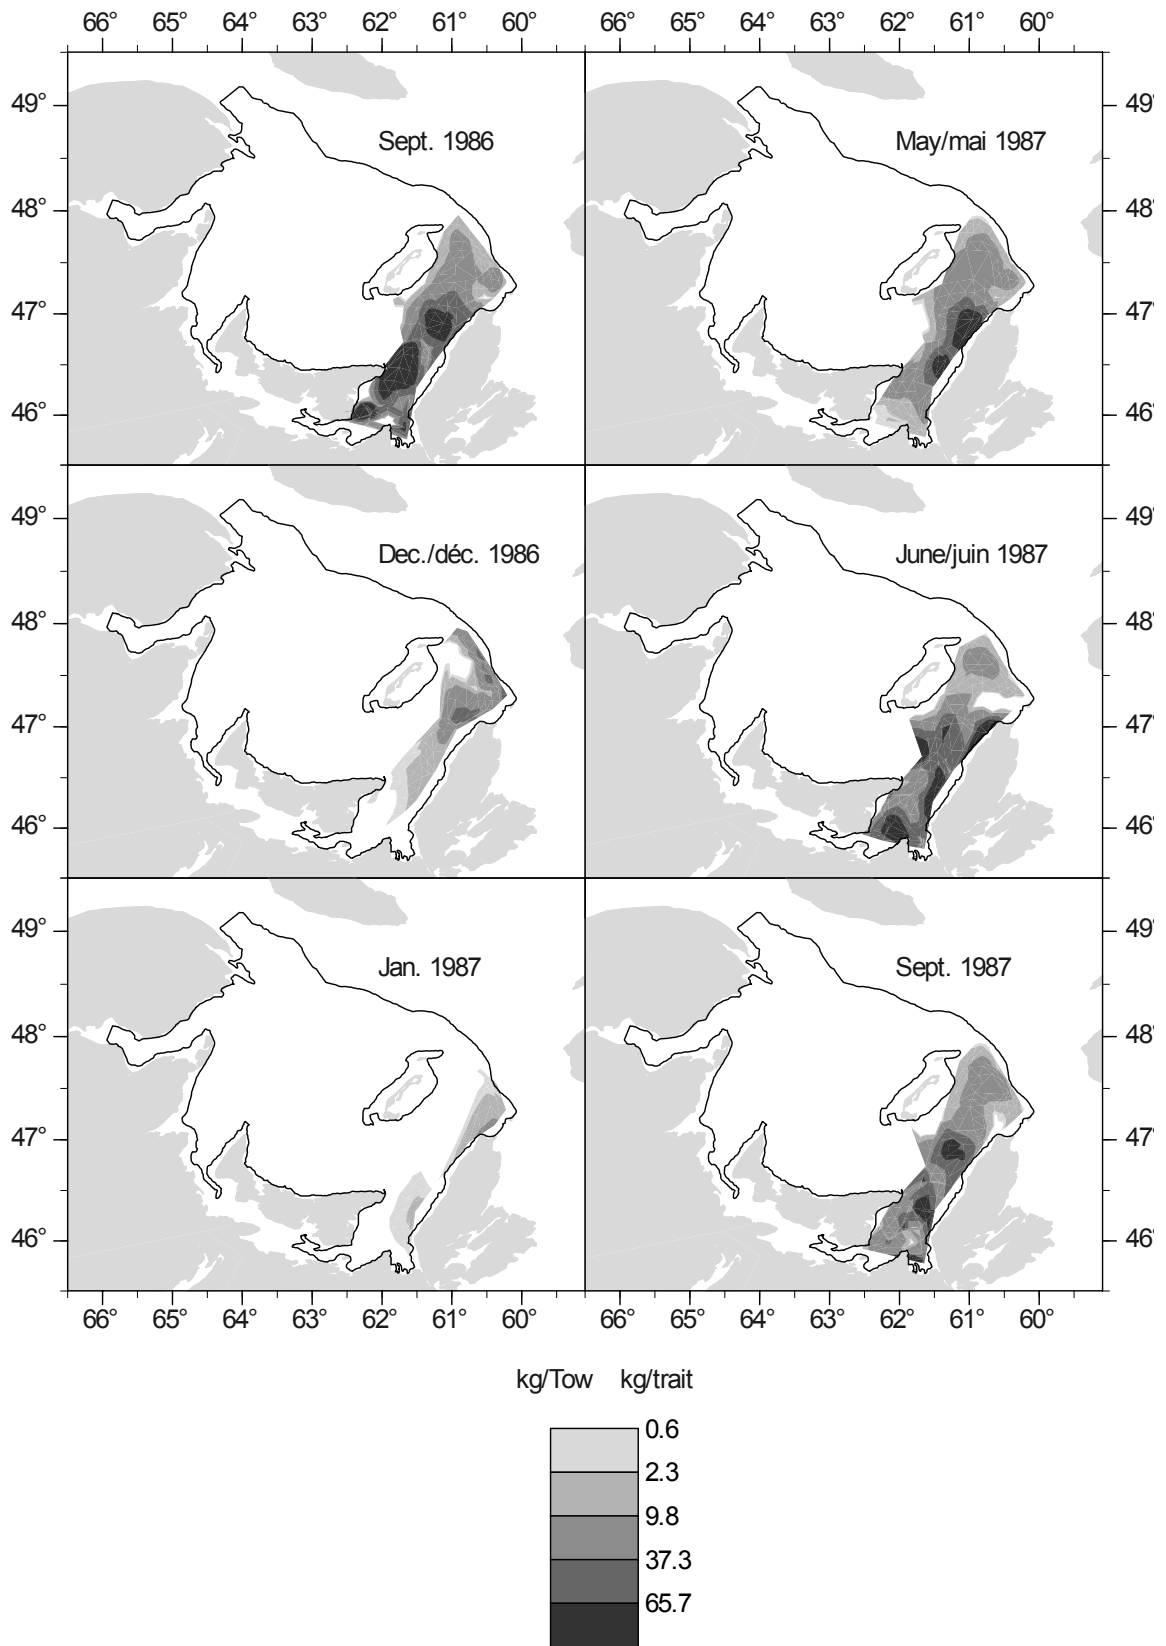 66° 65° 64° 63° 62° 61° 60° 66° 65° 64° 63° 62° 61° 60°
49° 49°
Sept. 1986 May/mai 1987
48° 48°
47° 47°
46° 46°
49° 49°
Dec./déc. 1986 June/juin 1987
48° 48°
47° 47°
46° 46°
49° 49°
Jan. 1987 Sept. 1987
48° 48°
47° 47°
46° 46°
66° 65° 64° 63° 62° 61° 60° 66° 65° 64° 63° 62° 61° 60°
kg/Tow kg/trait
0.6
2.3
9.8
37.3
65.7